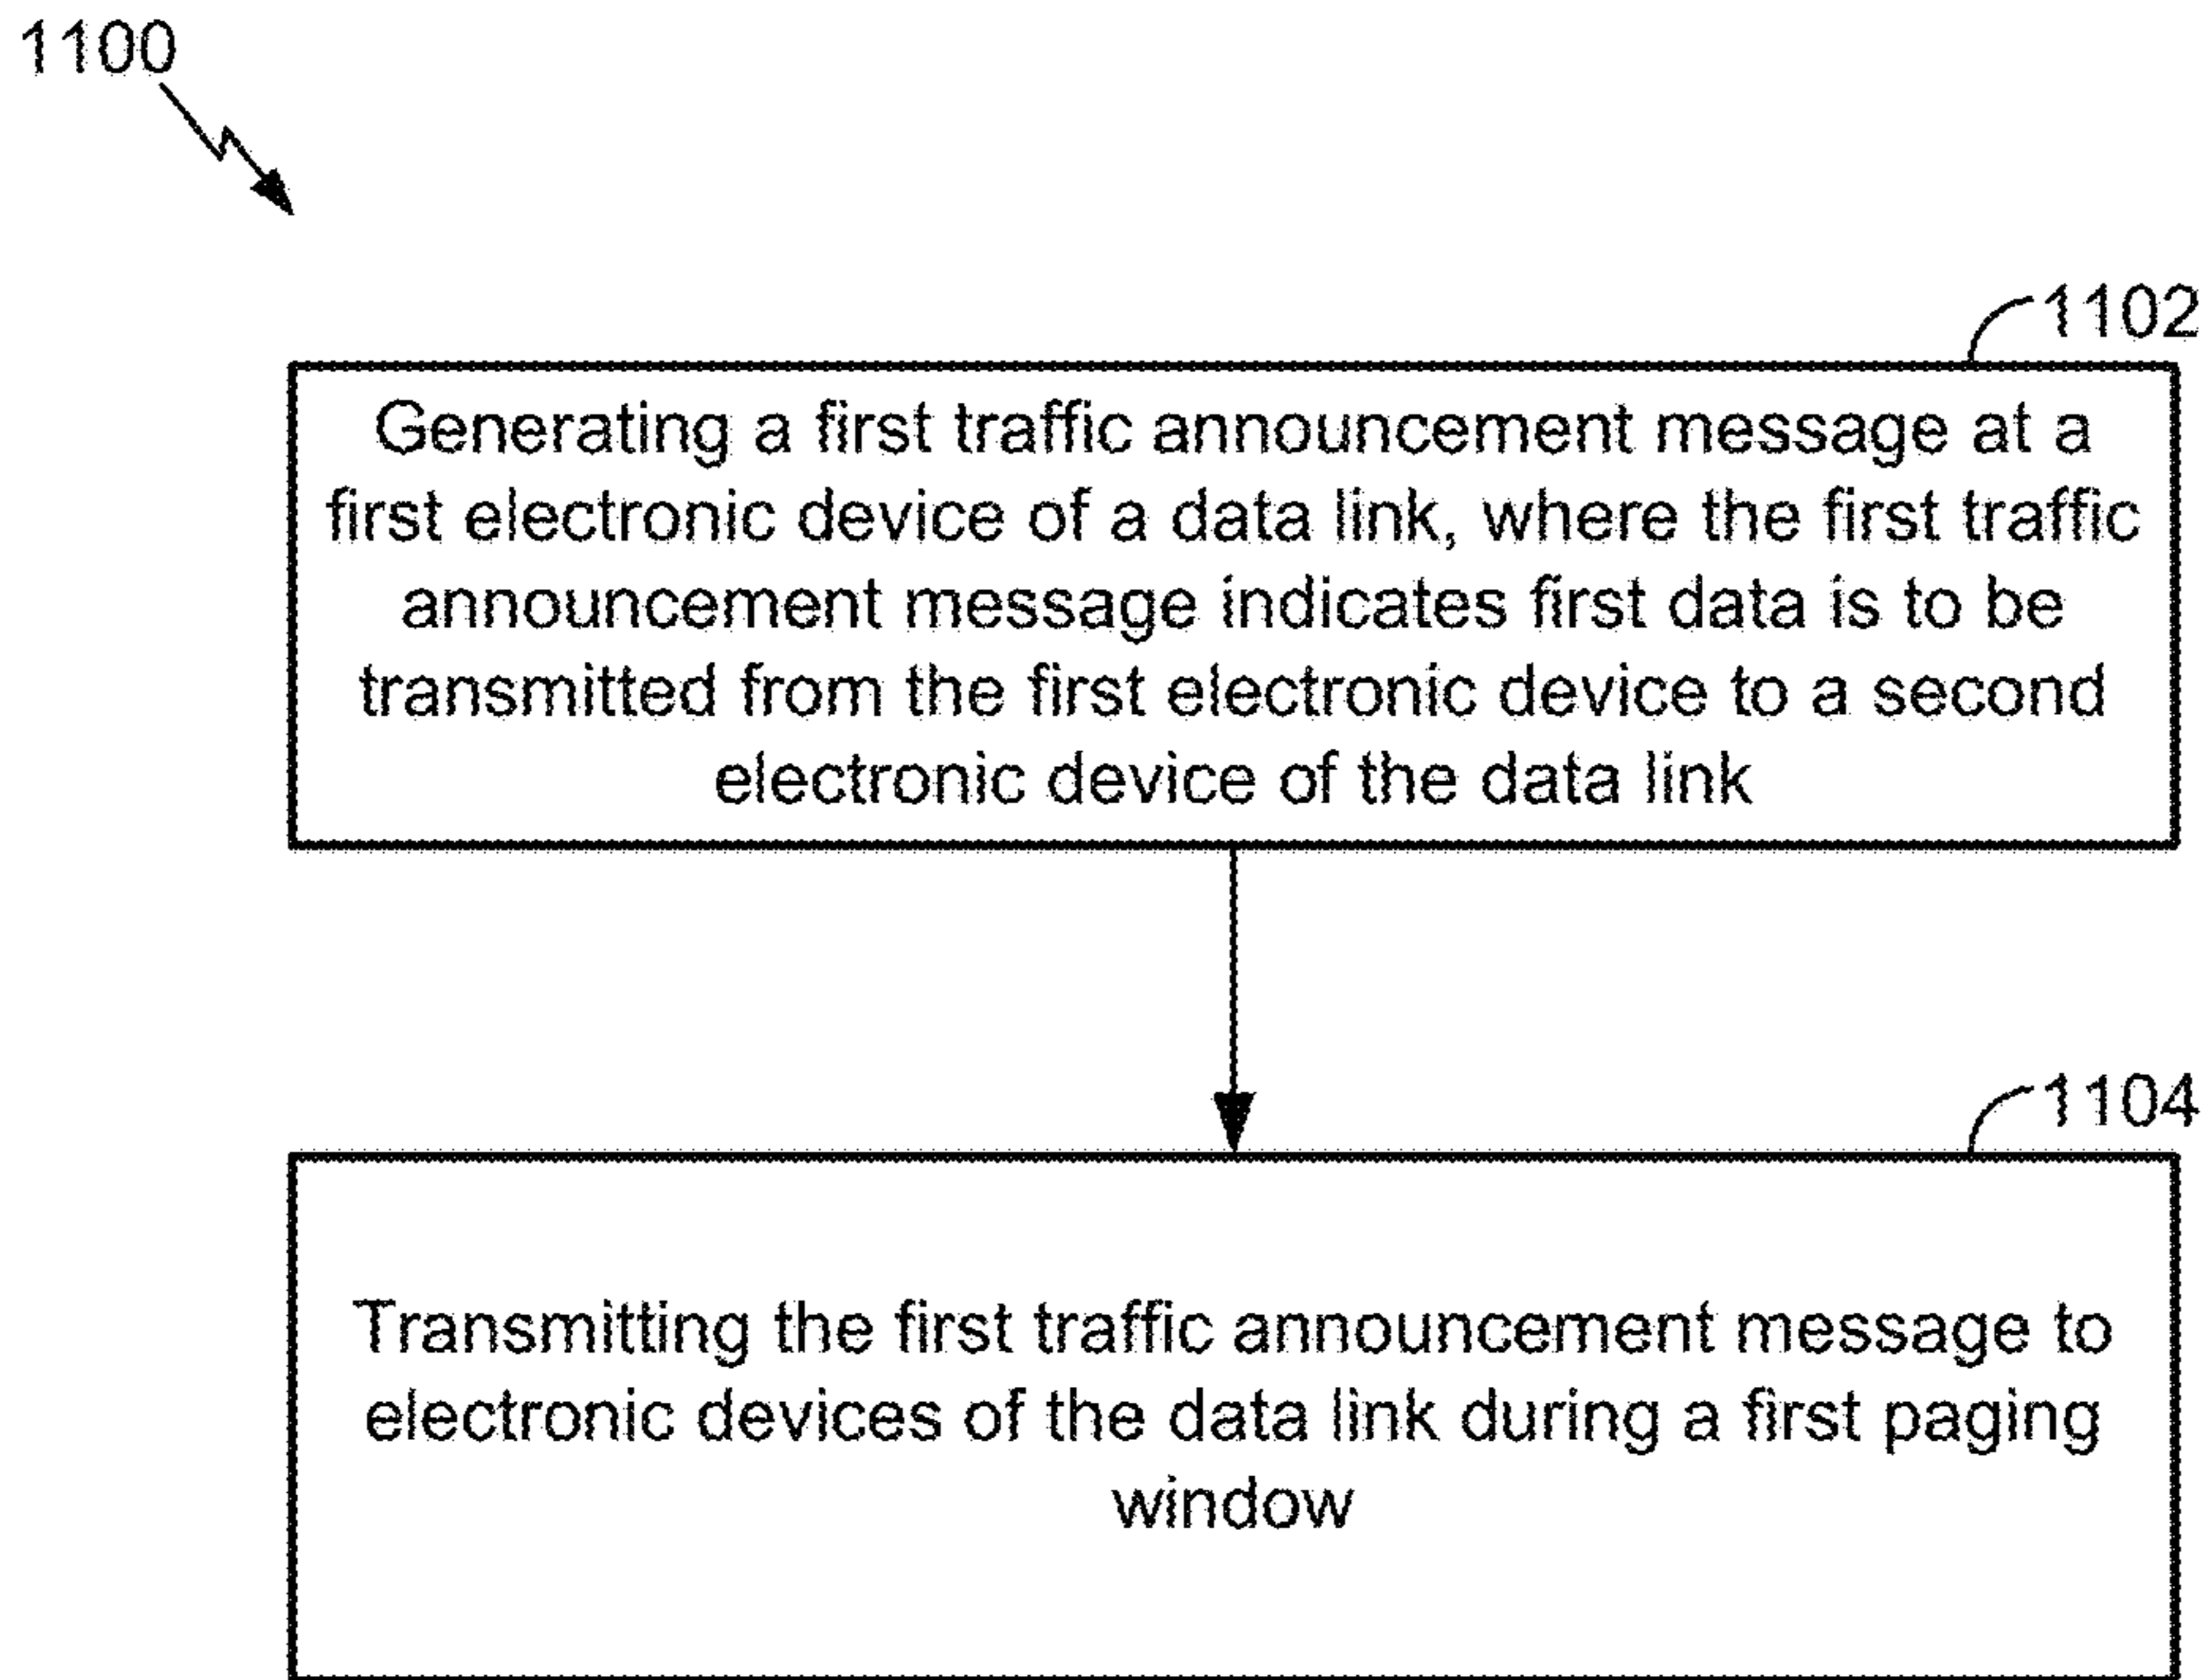 1100
1102
Generating a first traffic announcement message at a
first electronic device of a data link, where the first traffic
announcement message indicates first data is to be
transmitted from the first electronic device to a second
electronic device of the data link
1104
Transmitting the first traffic announcement message to
electronic devices of the data link during a first paging
window